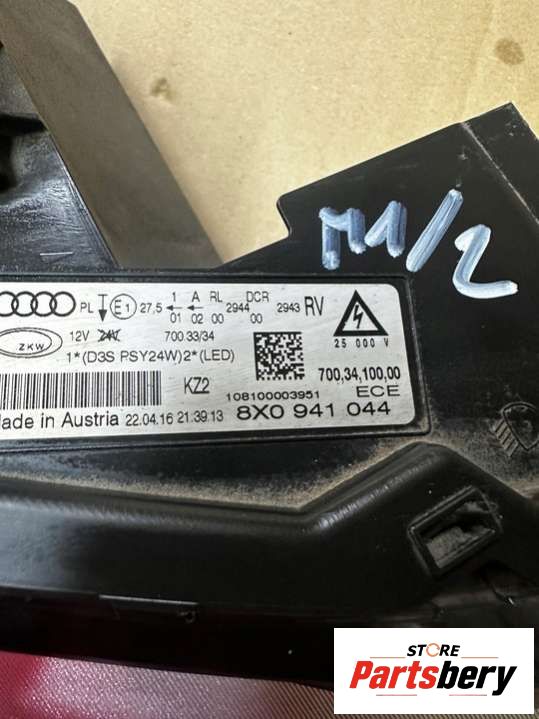 M1/2
PL E1 27,5 1 01 A 02 RL 00 2944 DCR 00 2943 RV
ZKW 12V 24V 700.33/34
1*(D3S PSY24W)2*(LED)
25 000 V
KZ2
108100003951
700,34,100,00
ECE
Made in Austria 22.04.16 21.39.13 8X0 941 044
STORE
Partsbery